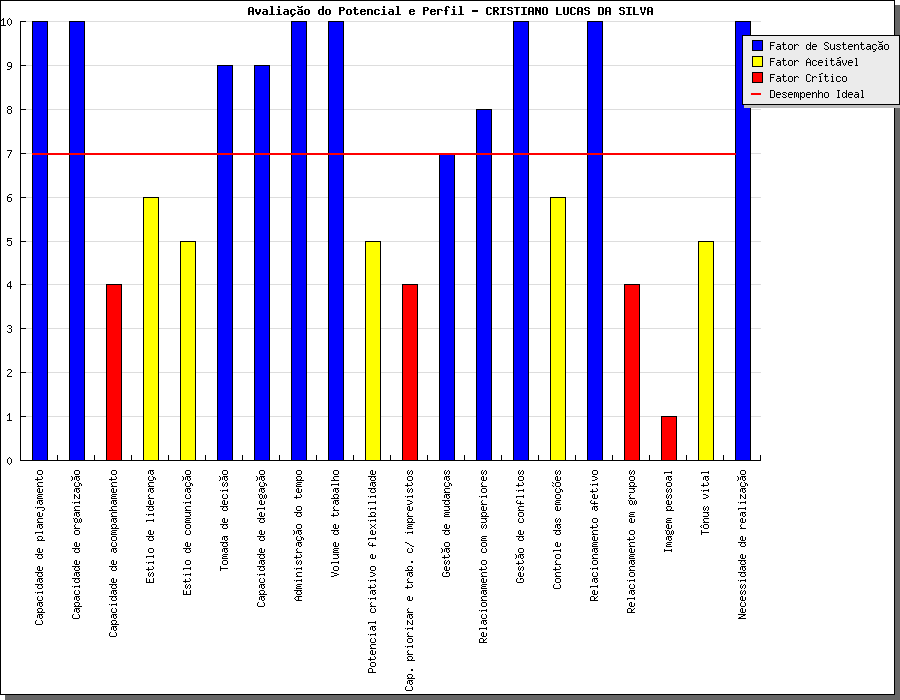 Avaliação do Potencial e Perfil - CRISTIANO LUCAS DA SILVA
10
9
8
7
6
5
4
3
2
1
0
Fator de Sustentação
Fator Aceitável
Fator Crítico
Desempenho Ideal
Capacidade de planejamento
Capacidade de organização
Capacidade de acompanhamento
Estilo de liderança
Estilo de comunicação
Tomada de decisão
Capacidade de delegação
Administração do tempo
Volume de trabalho
Potencial criativo e flexibilidade
Cap. priorizar e trab. c/ imprevistos
Gestão de mudanças
Relacionamento com superiores
Gestão de conflitos
Controle das emoções
Relacionamento afetivo
Relacionamento em grupos
Imagem pessoal
Tônus vital
Necessidade de realização